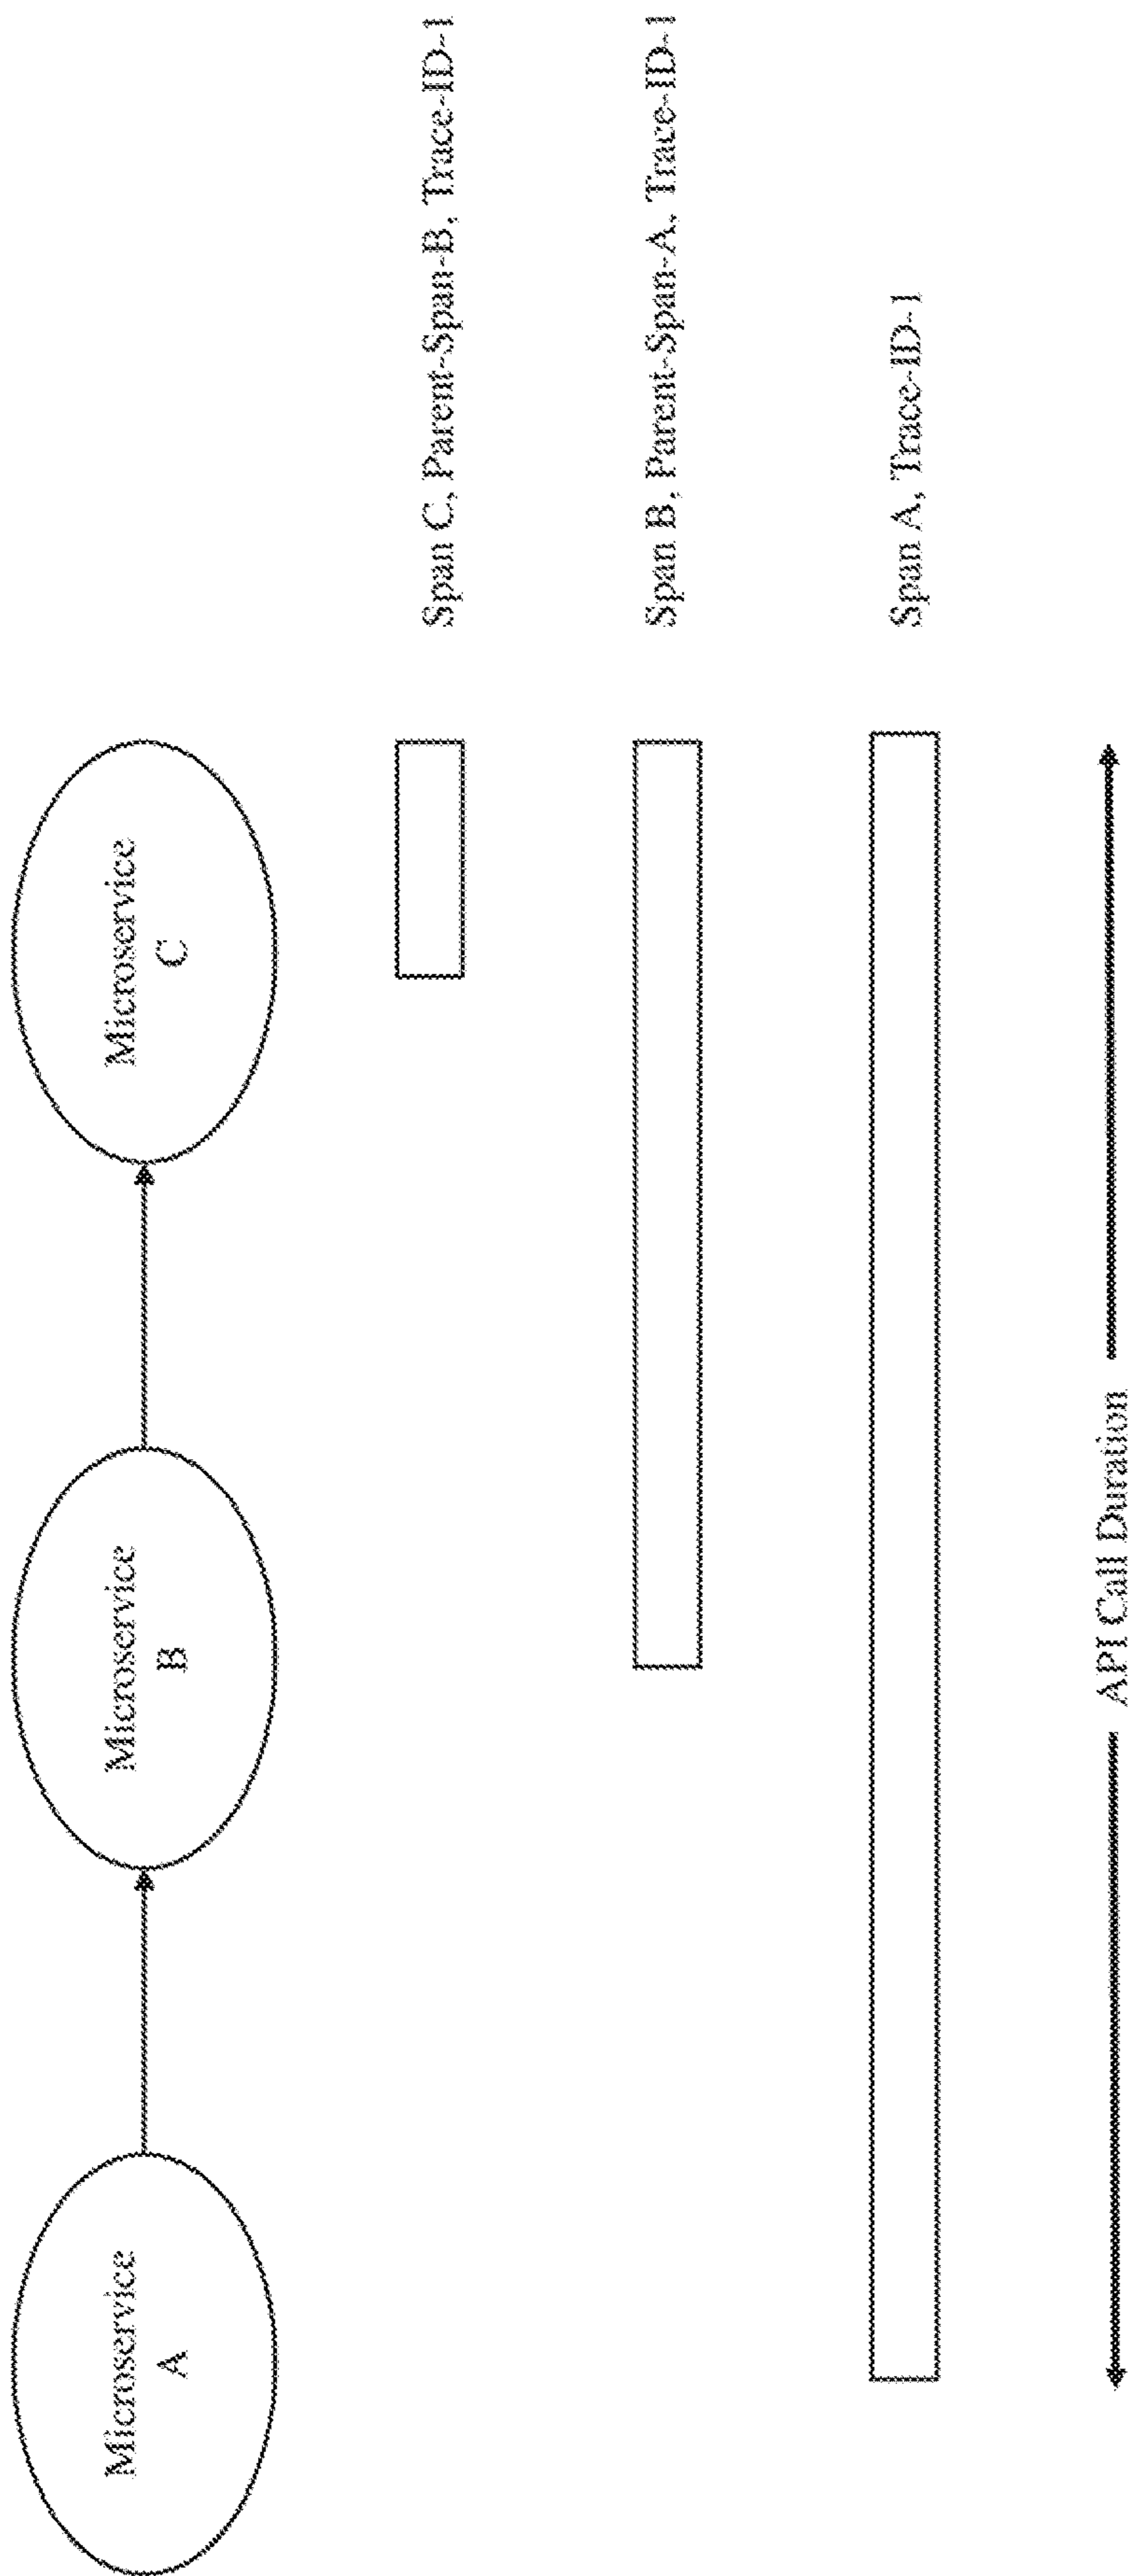 Microservice
A
Microservice
B
Microservice
C
Span C, Parent-Span-B, Trace-ID-1
Span B, Parent-Span-A, Trace-ID-1
Span A, Trace-ID-1
API Call Duration